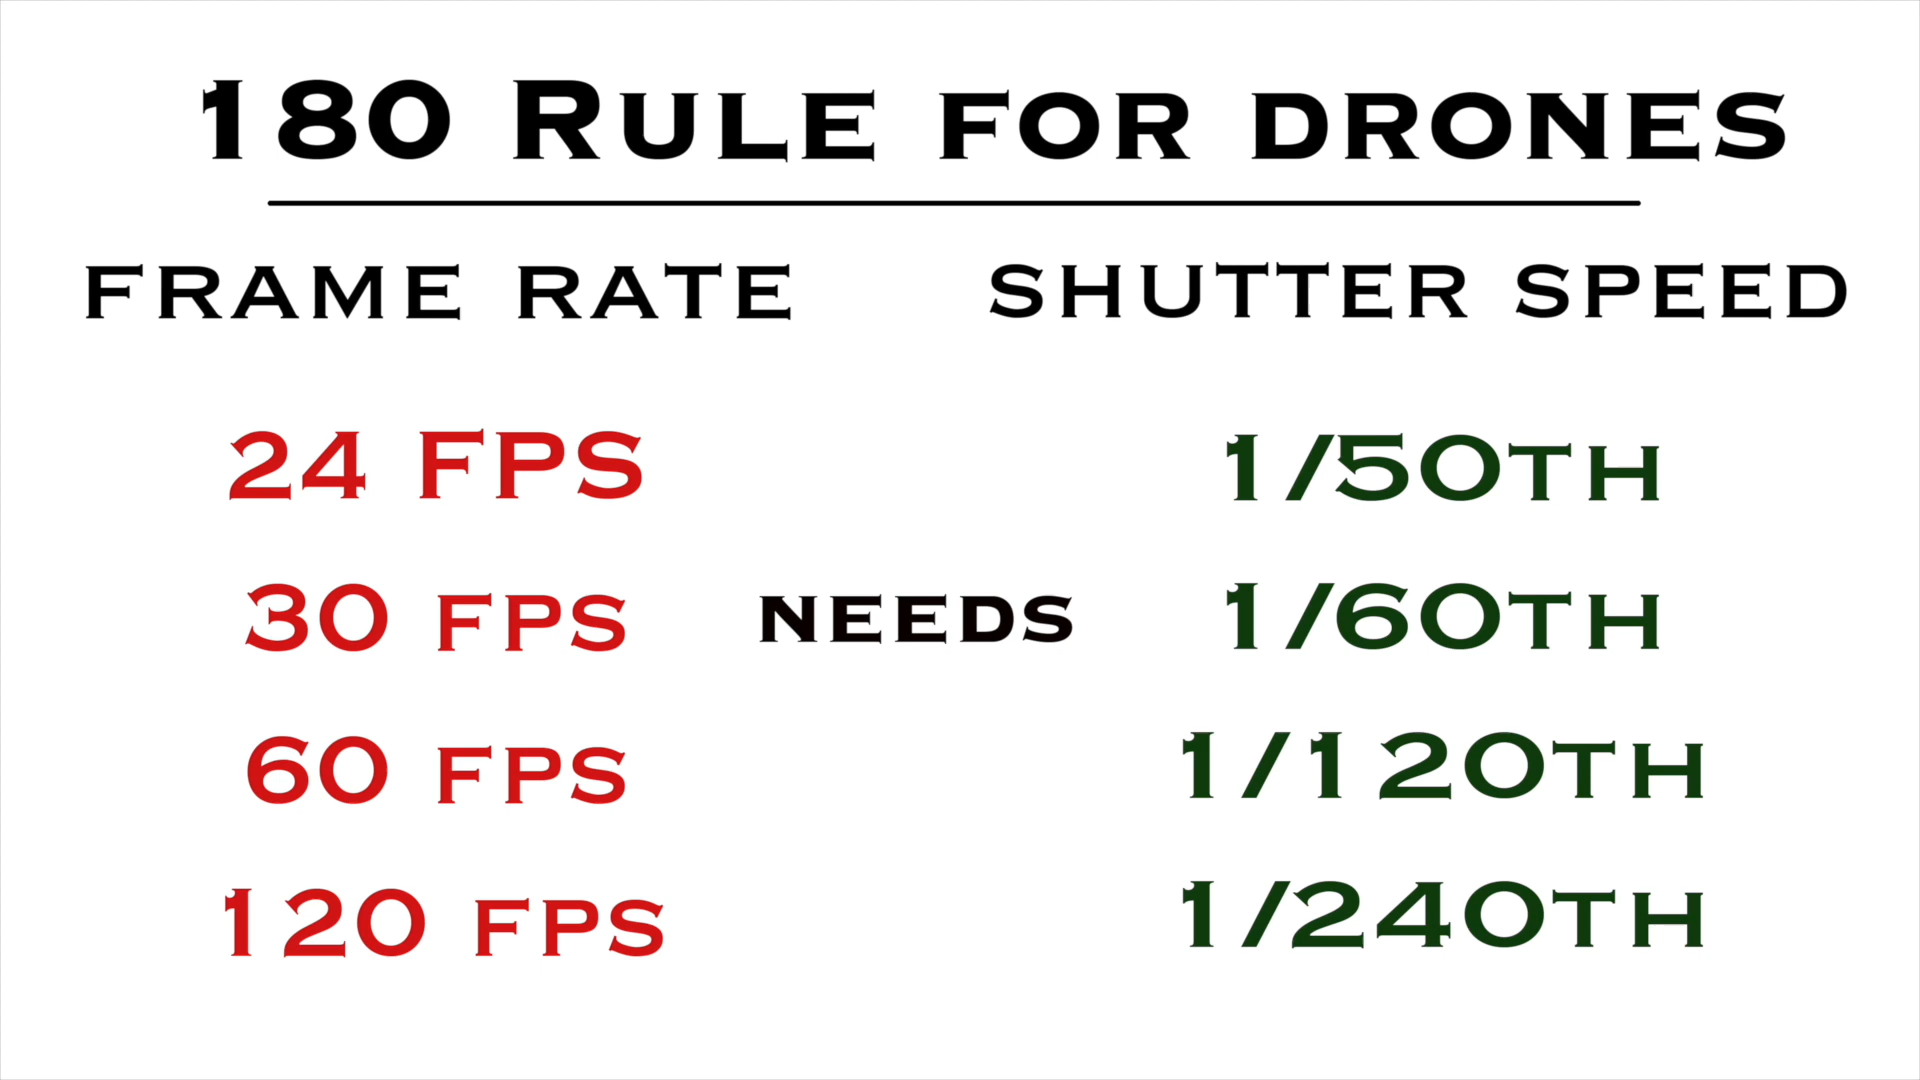 180 Rule for drones
FRAME RATE SHUTTER SPEED
24 FPS 1/50th
30 fps needs 1/60th
60 fps 1/120th
120 fps 1/240th